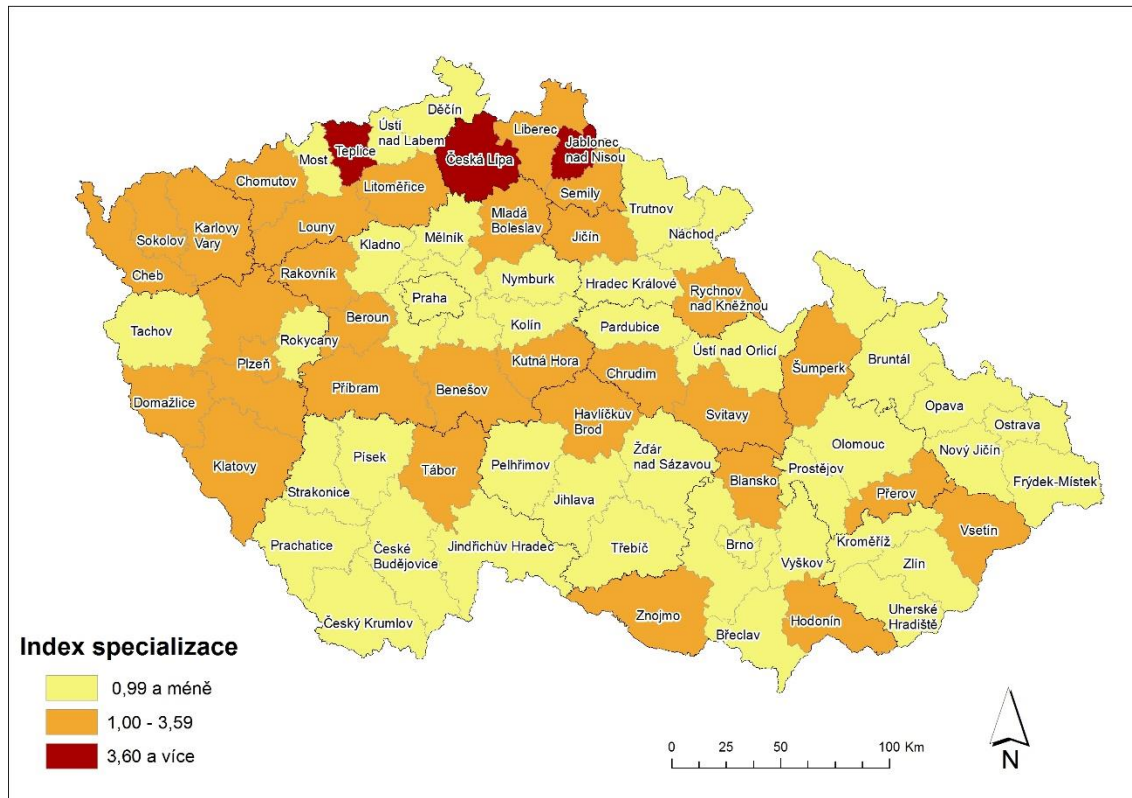 Děčín
Ústí
nad Labem
Liberec
Teplice
Most
Česká Lípa
Jablonec
nad Nisou
Chomutov
Litoměřice
Semily
Trutnov
Mladá
Boleslav
Karlovy
Vary
Louny
Sokolov
Mělník
Jičín
Náchod
Kladno
Cheb
Rakovník
Nymburk
Hradec Králové
Rychnov
nad Kněžnou
Praha
Beroun
Tachov
Kolín
Pardubice
Rokycany
Ústí nad Orlicí
Plzeň
Kutná Hora
Šumperk
Bruntál
Chrudim
Příbram
Benešov
Domažlice
Svitavy
Opava
Havlíčkův
Brod
Ostrava
Olomouc
Písek
Žďár
nad Sázavou
Nový Jičín
Klatovy
Tábor
Pelhřimov
Prostějov
Frýdek-Místek
Blansko
Strakonice
Přerov
Jihlava
Vsetín
Kroměříž
Prachatice
České
Budějovice
Jindřichův Hradec
Třebíč
Brno
Vyškov
Zlín
Uherské
Hradiště
Znojmo
Hodonín
Český Krumlov
Břeclav
Index specializace
0,99 a méně
1,00 - 3,59
3,60 a více
0 25 50 100 Km
N